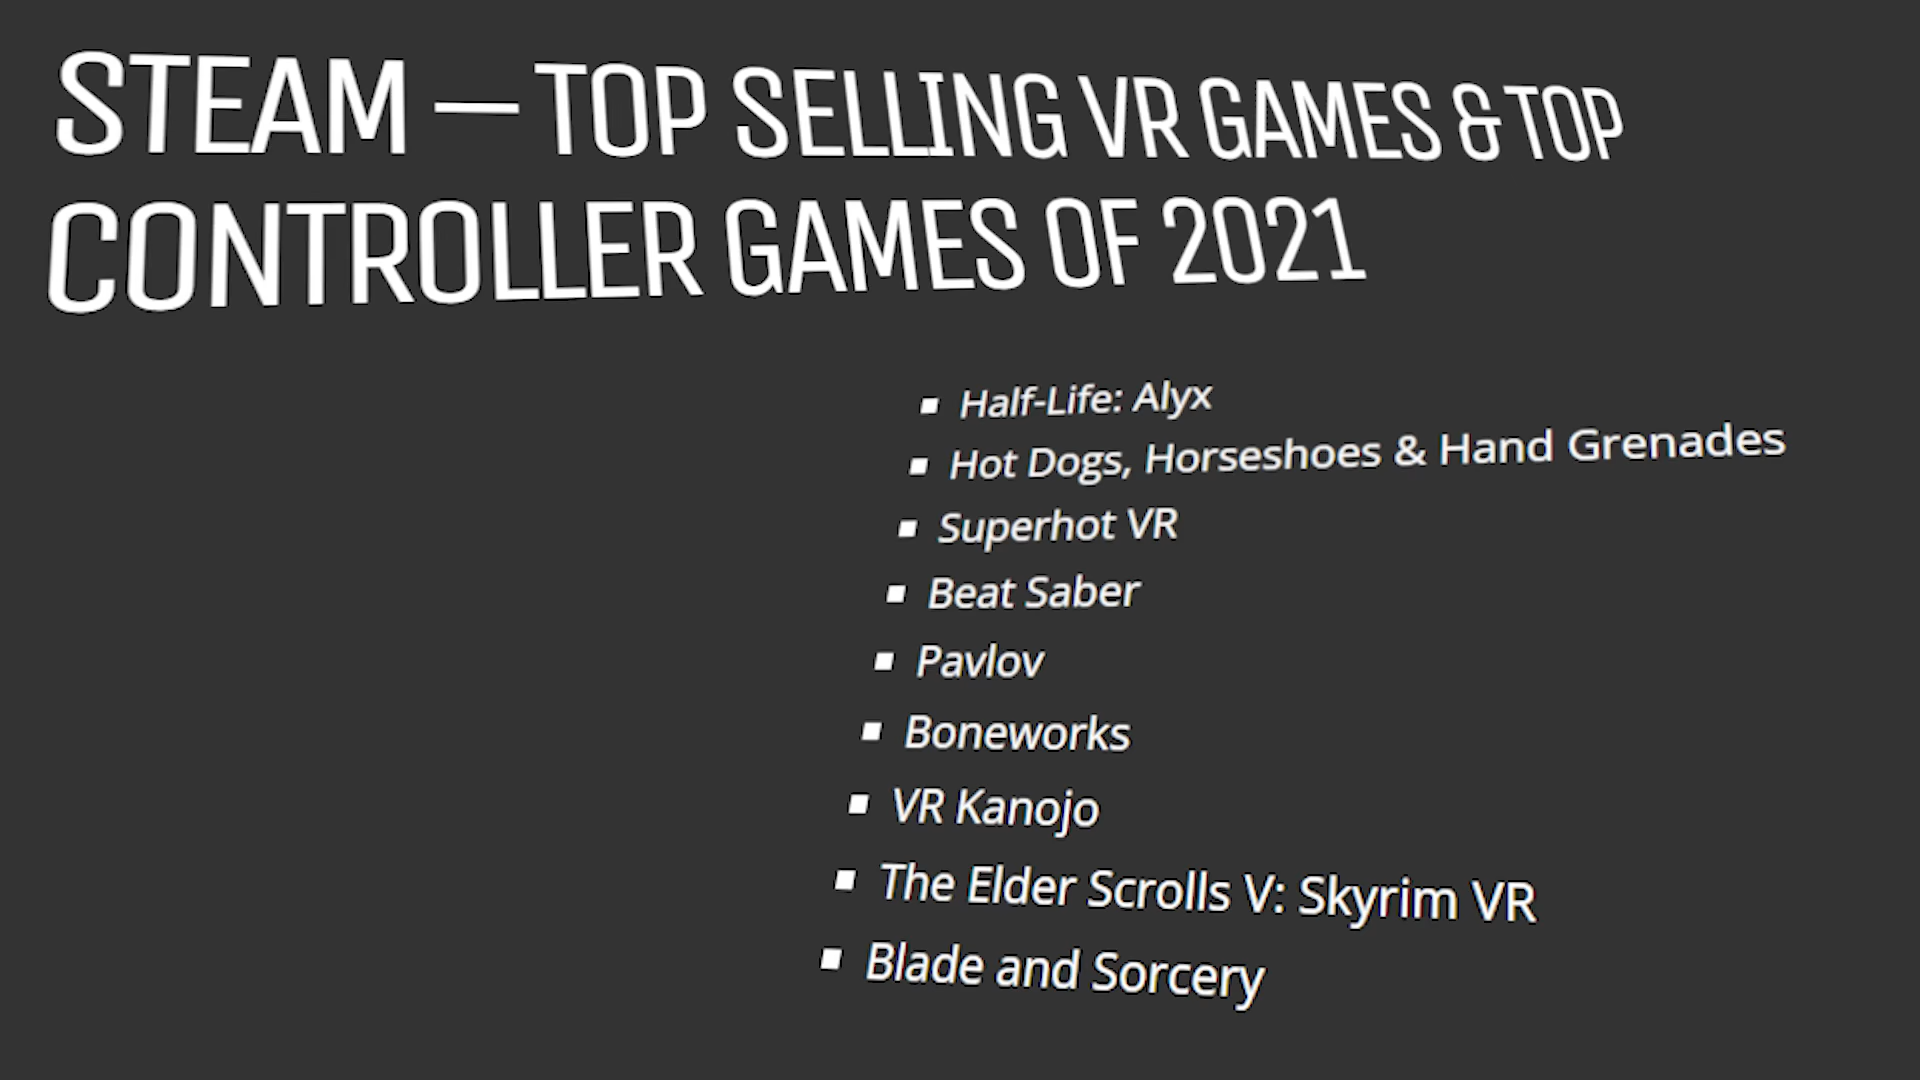 STEAM — TOP SELLING VR GAMES & TOP
CONTROLLER GAMES OF 2021
▪ Half-Life: Alyx
▪ Hot Dogs, Horseshoes & Hand Grenades
▪ Superhot VR
▪ Beat Saber
▪ Pavlov
▪ Boneworks
▪ VR Kanojo
▪ The Elder Scrolls V: Skyrim VR
▪ Blade and Sorcery